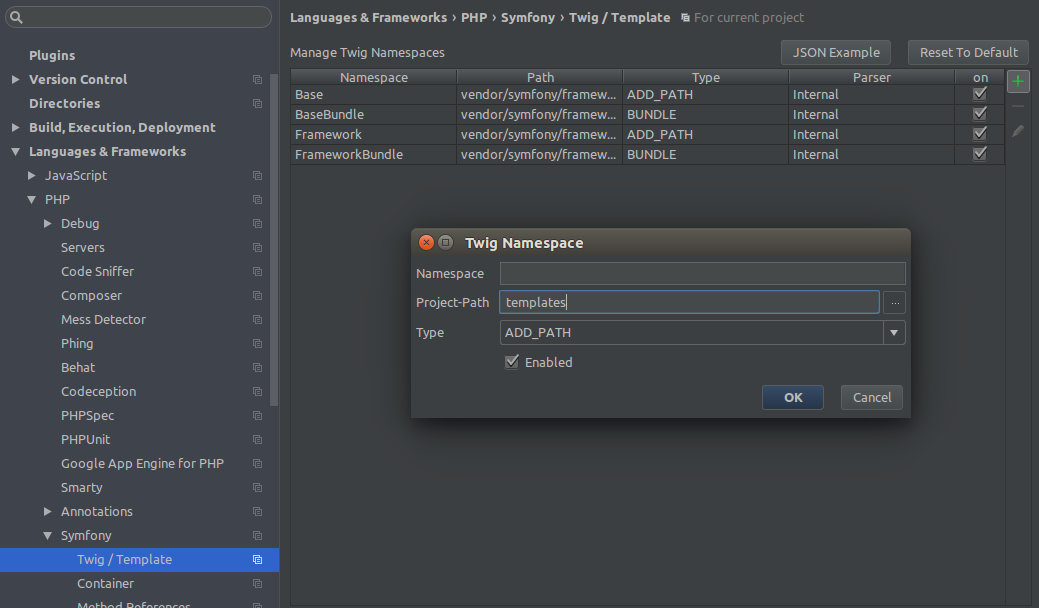 Languages & Frameworks › PHP › Symfony › Twig / Template For current project
Plugins
Version Control
Directories
Build, Execution, Deployment
Languages & Frameworks
JavaScript
PHP
Debug
Servers
Code Sniffer
Composer
Mess Detector
Phing
Behat
Codeception
PHPSpec
PHPUnit
Google App Engine for PHP
Smarty
Annotations
Symfony
Twig / Template
Container
Method References
Manage Twig Namespaces JSON Example Reset To Default
Namespace Path Type Parser on
Base vendor/symfony/framew... ADD_PATH Internal
BaseBundle vendor/symfony/framew... BUNDLE Internal
Framework vendor/symfony/framew... ADD_PATH Internal
FrameworkBundle vendor/symfony/framew... BUNDLE Internal
Twig Namespace
Namespace
Project-Path templates ...
Type ADD_PATH
Enabled
OK Cancel